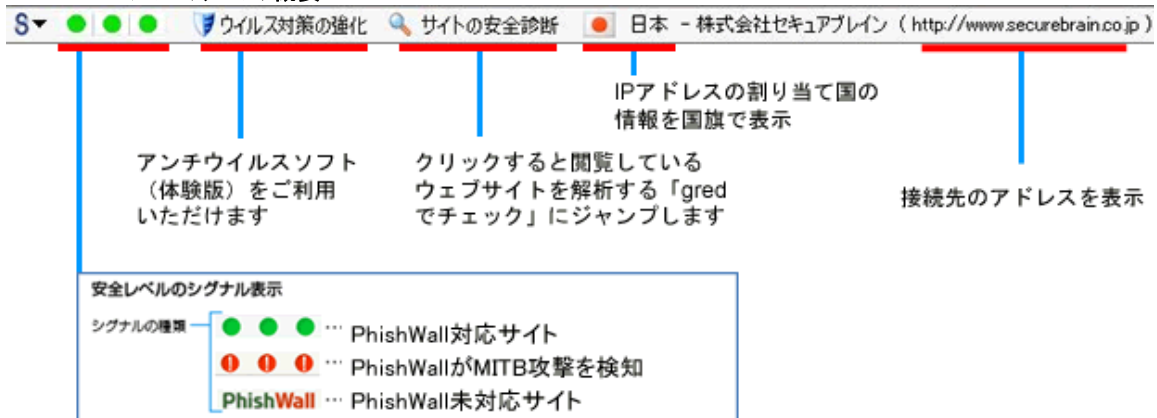 S▼ ウイルス対策の強化 サイトの安全診断 日本 - 株式会社セキュアブレイン ( http://www.securebrain.co.jp )
IPアドレスの割り当て国の
情報を国旗で表示
アンチウイルスソフト
（体験版）をご利用
いただけます
クリックすると閲覧している
ウェブサイトを解析する「gred
でチェック」にジャンプします
接続先のアドレスを表示
安全レベルのシグナル表示
シグナルの種類
… PhishWall対応サイト
… PhishWallがMITB攻撃を検知
PhishWall … PhishWall未対応サイト